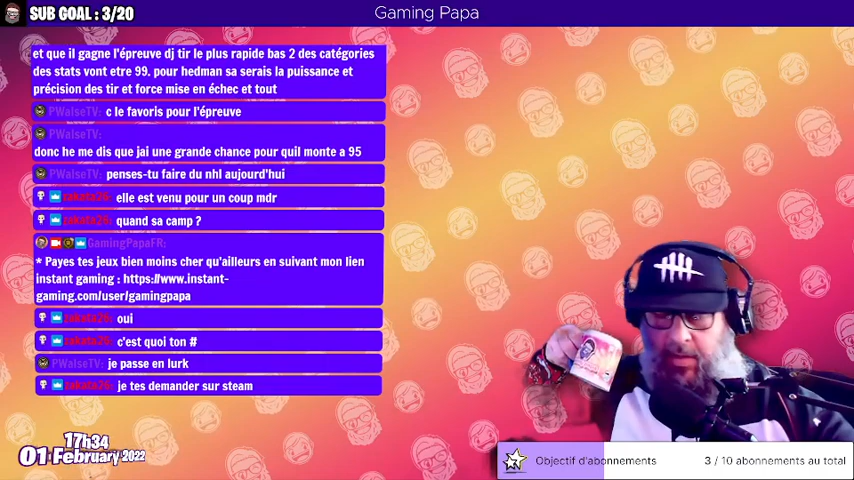 SUB GOAL : 3/20
Gaming Papa
et que il gagne l'épreuve dj tir le plus rapide bas 2 des catégories
des stats vont etre 99. pour hedman sa serais la puissance et
précision des tir et force mise en échec et tout
PWalseTV: c le favoris pour l'épreuve
PWalseTV:
donc he me dis que jai une grande chance pour quil monte a 95
PWalseTV: penses-tu faire du nhl aujourd'hui
zakata26: elle est venu pour un coup mdr
zakata26: quand sa camp ?
GamingPapaFR:
* Payes tes jeux bien moins cher qu'ailleurs en suivant mon lien
instant gaming : https://www.instant-
gaming.com/user/gamingpapa
zakata26: oui
zakata26: c'est quoi ton #
PWalseTV: je passe en lurk
zakata26: je tes demander sur steam
17h34
01 February 2022
Objectif d'abonnements 3 / 10 abonnements au total